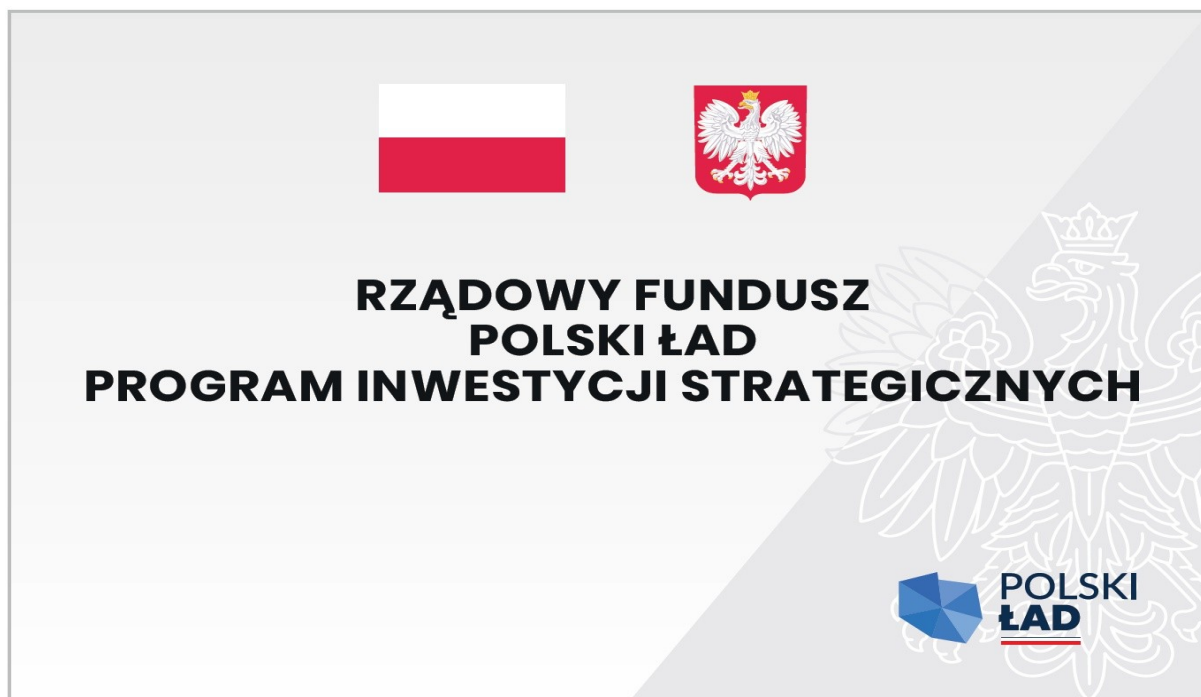 RZĄDOWY FUNDUSZ
POLSKI ŁAD
PROGRAM INWESTYCJI STRATEGICZNYCH
POLSKI
ŁAD